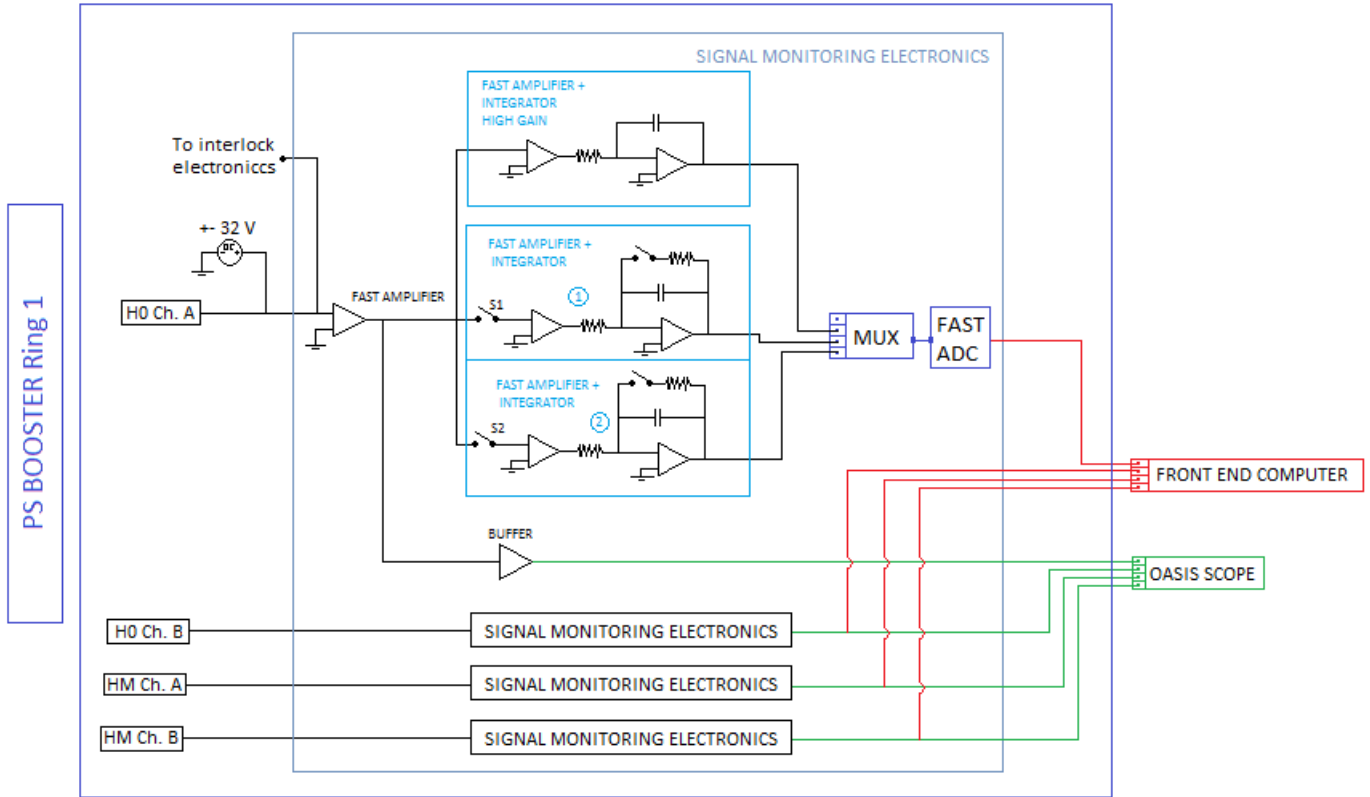 SIGNAL MONITORING ELECTRONICS
FAST AMPLIFIER +
INTEGRATOR
HIGH GAIN
To interlock
electroniccs
+- 32 V
DC
H0 Ch. A
FAST AMPLIFIER
FAST AMPLIFIER +
INTEGRATOR
1
S1
MUX
FAST
ADC
FAST AMPLIFIER +
INTEGRATOR
2
S2
PS BOOSTER Ring 1
FRONT END COMPUTER
BUFFER
OASIS SCOPE
H0 Ch. B
SIGNAL MONITORING ELECTRONICS
HM Ch. A
SIGNAL MONITORING ELECTRONICS
HM Ch. B
SIGNAL MONITORING ELECTRONICS